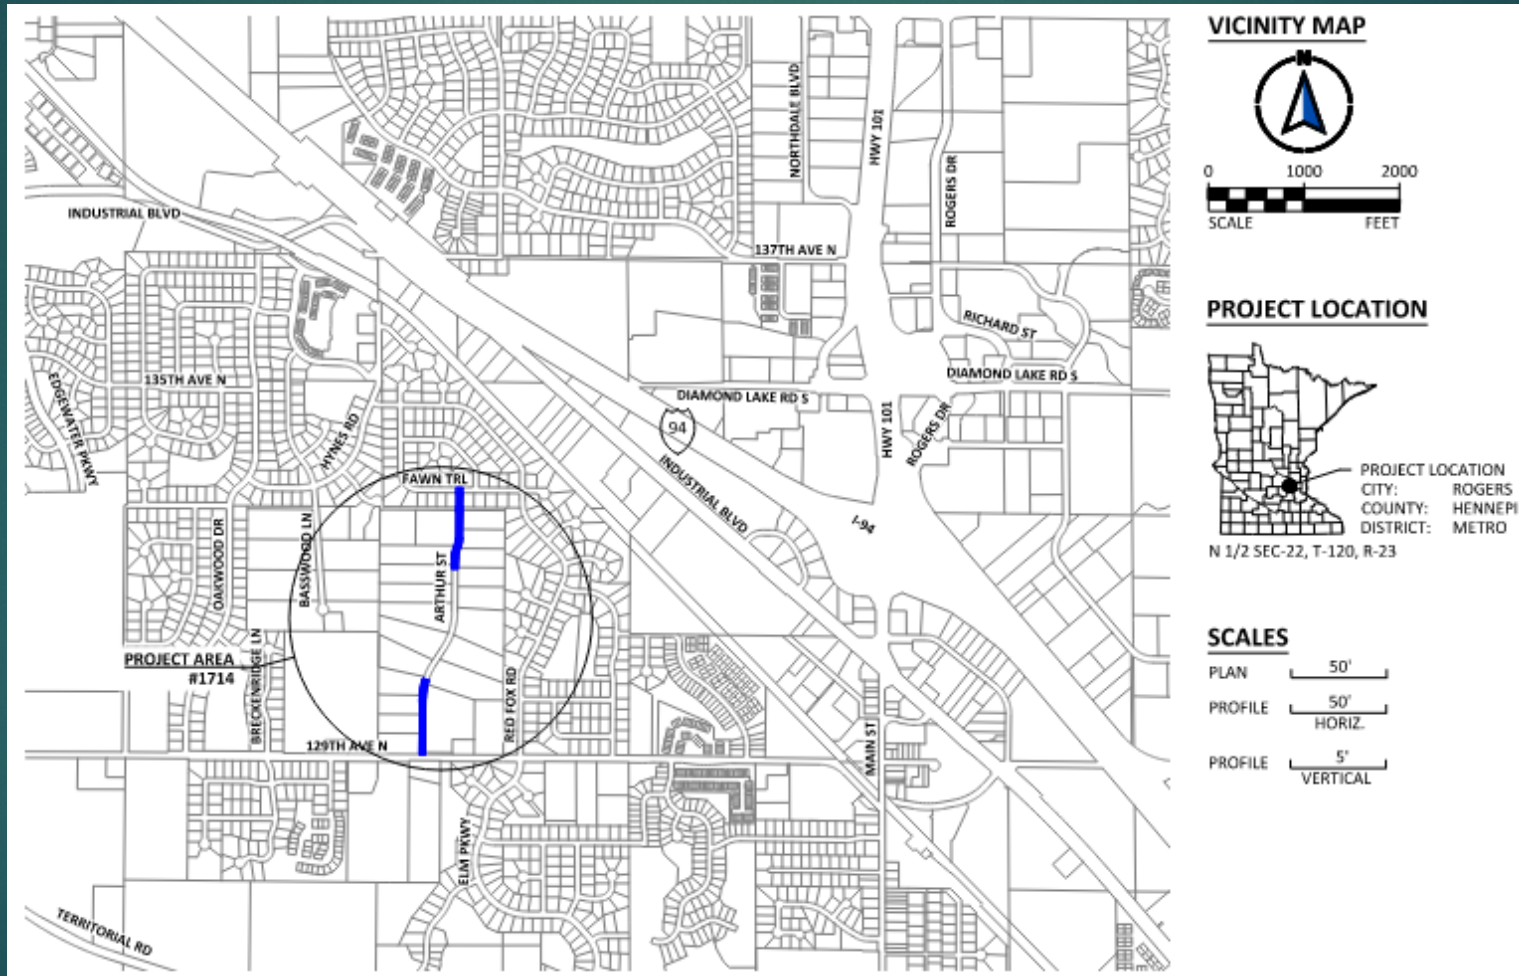 NORTHDALE BLVD
HWY 101
ROGERS DR
INDUSTRIAL BLVD
137TH AVE N
RICHARD ST
135TH AVE N
EDGEWATER PKWY
DIAMOND LAKE RD S
DIAMOND LAKE RD S
HYNES RD
94
HWY 101
ROGERS DR
FAWN TRL
INDUSTRIAL BLVD
I-94
OAKWOOD DR
BASSWOOD LN
ARTHUR ST
PROJECT AREA
#1714
BRECKENRIDGE LN
RED FOX RD
129TH AVE N
MAIN ST
ELM PKWY
TERRITORIAL RD
VICINITY MAP
N
0 1000 2000
SCALE FEET
PROJECT LOCATION
PROJECT LOCATION
CITY: ROGERS
COUNTY: HENNEPI
DISTRICT: METRO
N 1/2 SEC-22, T-120, R-23
SCALES
PLAN 50'
PROFILE 50'
HORIZ.
PROFILE 5'
VERTICAL